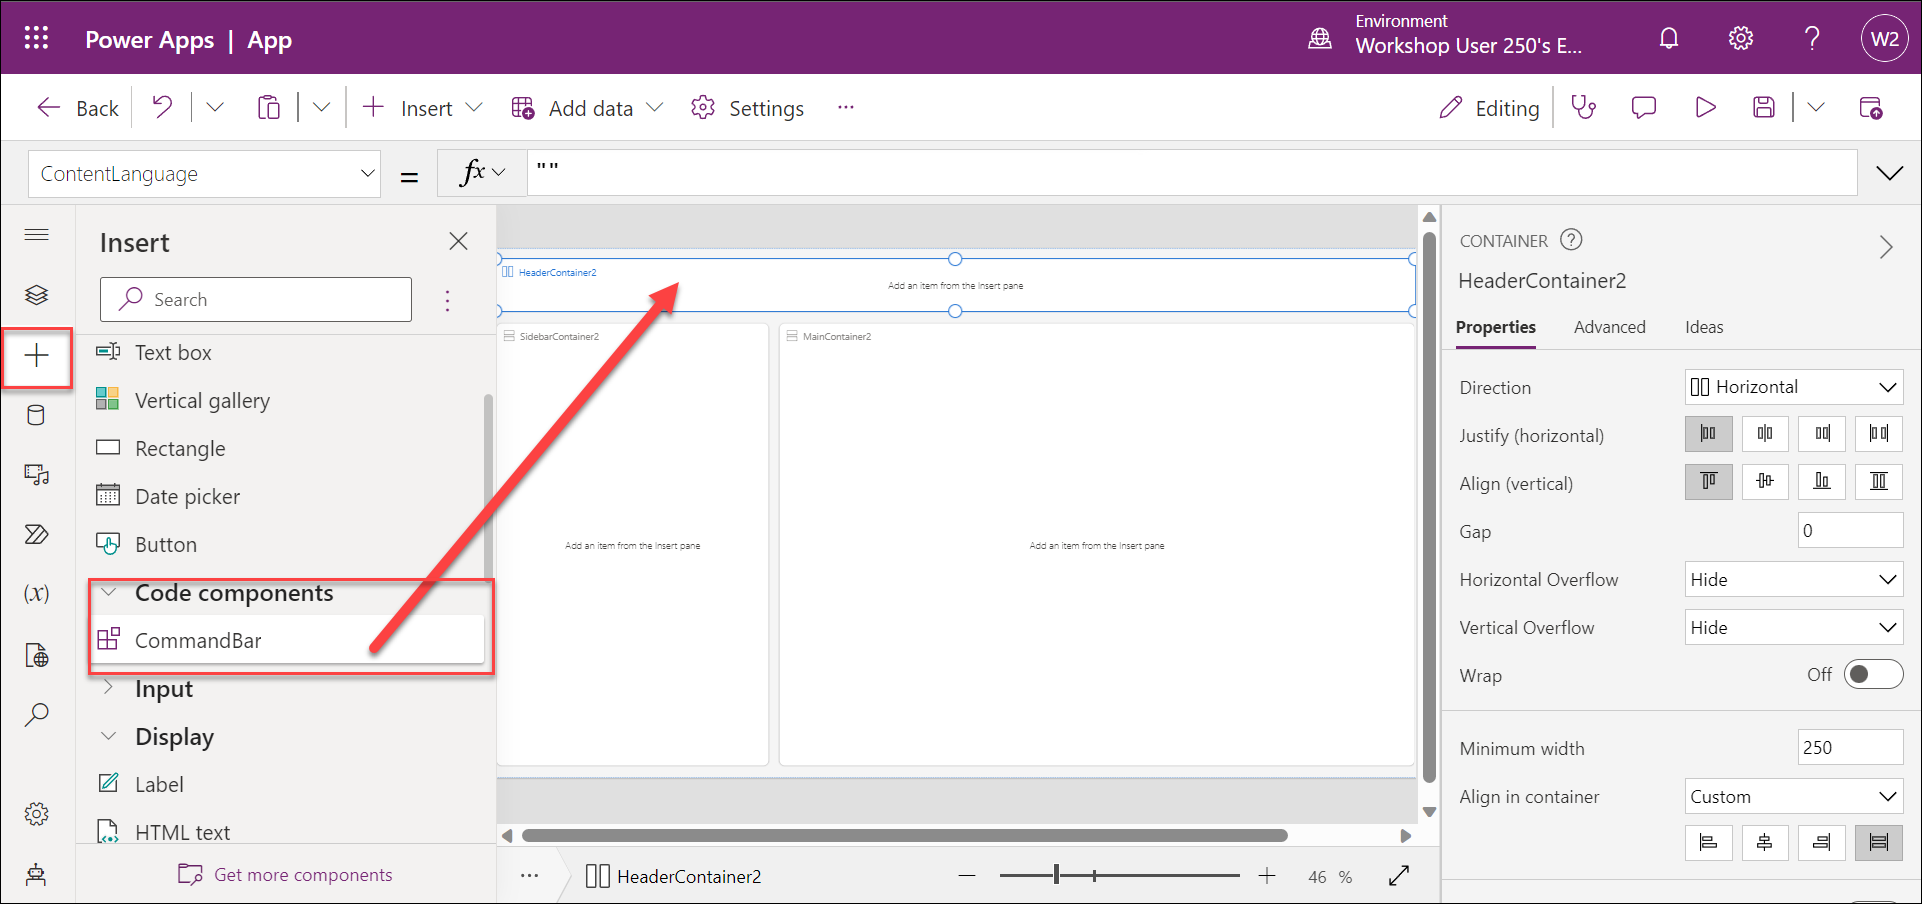 Power Apps | App
Environment
Workshop User 250's E...
W2
Back
Insert
Add data
Settings
...
Editing
ContentLanguage
=
fx
""
Insert
Search
Text box
Vertical gallery
Rectangle
Date picker
Button
Code components
CommandBar
Input
Display
Label
HTML text
Get more components
(x)
HeaderContainer2
Add an item from the Insert pane
SidebarContainer2
Add an item from the Insert pane
MainContainer2
Add an item from the Insert pane
...
HeaderContainer2
46 %
CONTAINER ?
HeaderContainer2
Properties Advanced Ideas
Direction Horizontal
Justify (horizontal)
Align (vertical)
Gap 0
Horizontal Overflow Hide
Vertical Overflow Hide
Wrap Off
Minimum width 250
Align in container Custom